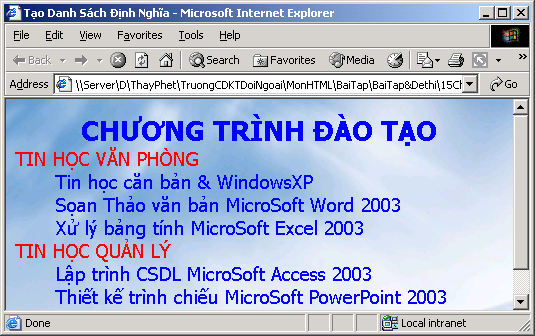 Tạo Danh Sách Định Nghĩa - Microsoft Internet Explorer
File Edit View Favorites Tools Help
Back Search Favorites Media
Address \\Server\D\ThayPhet\TruongCDKTDoiNgoai\MonHTML\BaiTap\BaiTap&Dethi\15Ch Go
CHƯƠNG TRÌNH ĐÀO TẠO
TIN HỌC VĂN PHÒNG
Tin học căn bản & WindowsXP
Sọan Thảo văn bản MicroSoft Word 2003
Xử lý bảng tính MicroSoft Excel 2003
TIN HỌC QUẢN LÝ
Lập trình CSDL MicroSoft Access 2003
Thiết kế trình chiếu MicroSoft PowerPoint 2003
Done Local intranet